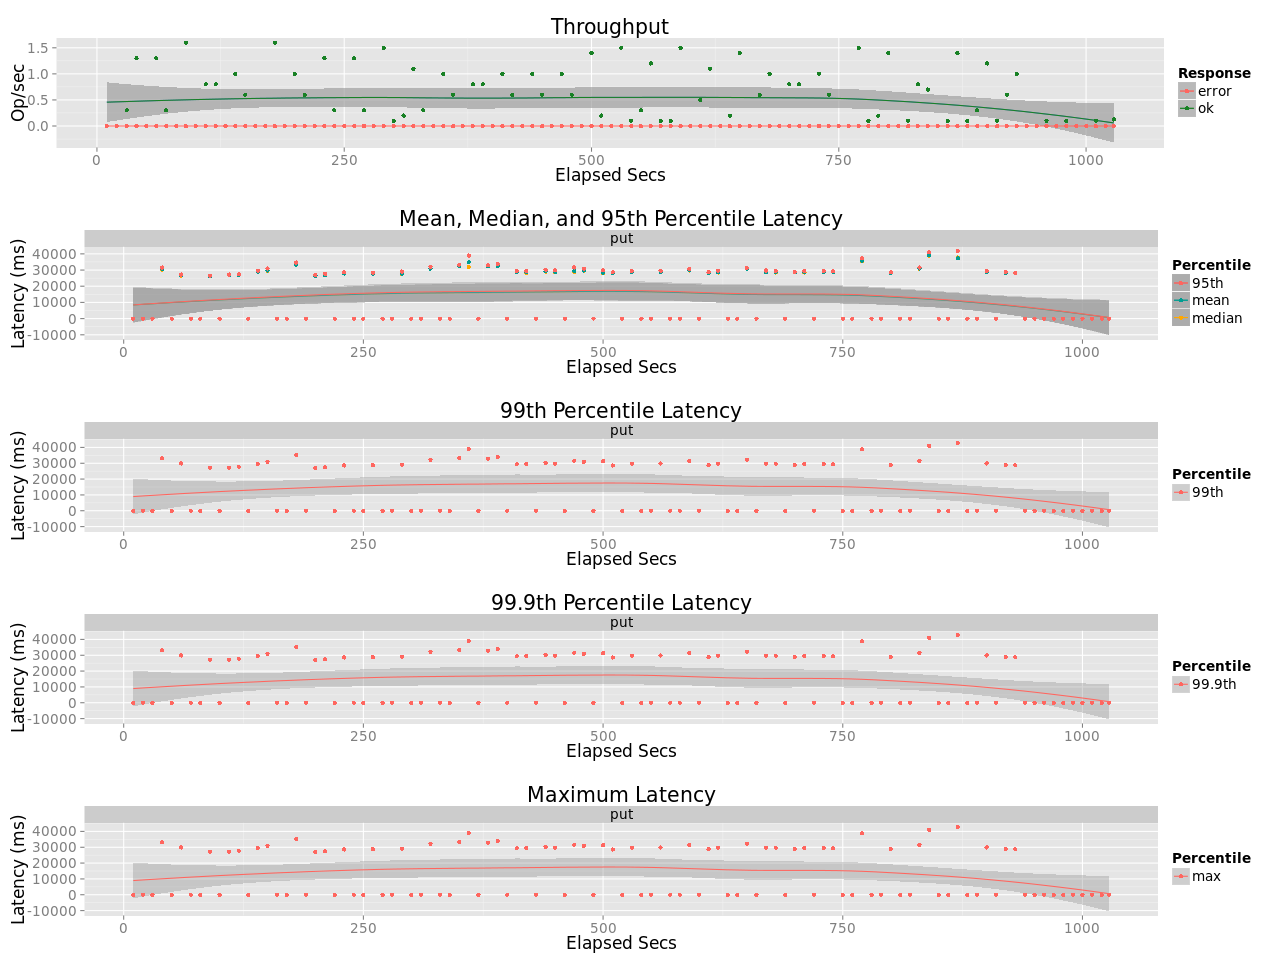 Throughput
Op/sec
1.5
1.0
0.5
0.0
0 250 500 750 1000
Elapsed Secs
Response
error
ok
Mean, Median, and 95th Percentile Latency
put
Latency (ms)
40000
30000
20000
10000
0
-10000
0 250 500 750 1000
Elapsed Secs
Percentile
95th
mean
median
99th Percentile Latency
put
Latency (ms)
40000
30000
20000
10000
0
-10000
0 250 500 750 1000
Elapsed Secs
Percentile
99th
99.9th Percentile Latency
put
Latency (ms)
40000
30000
20000
10000
0
-10000
0 250 500 750 1000
Elapsed Secs
Percentile
99.9th
Maximum Latency
put
Latency (ms)
40000
30000
20000
10000
0
-10000
0 250 500 750 1000
Elapsed Secs
Percentile
max